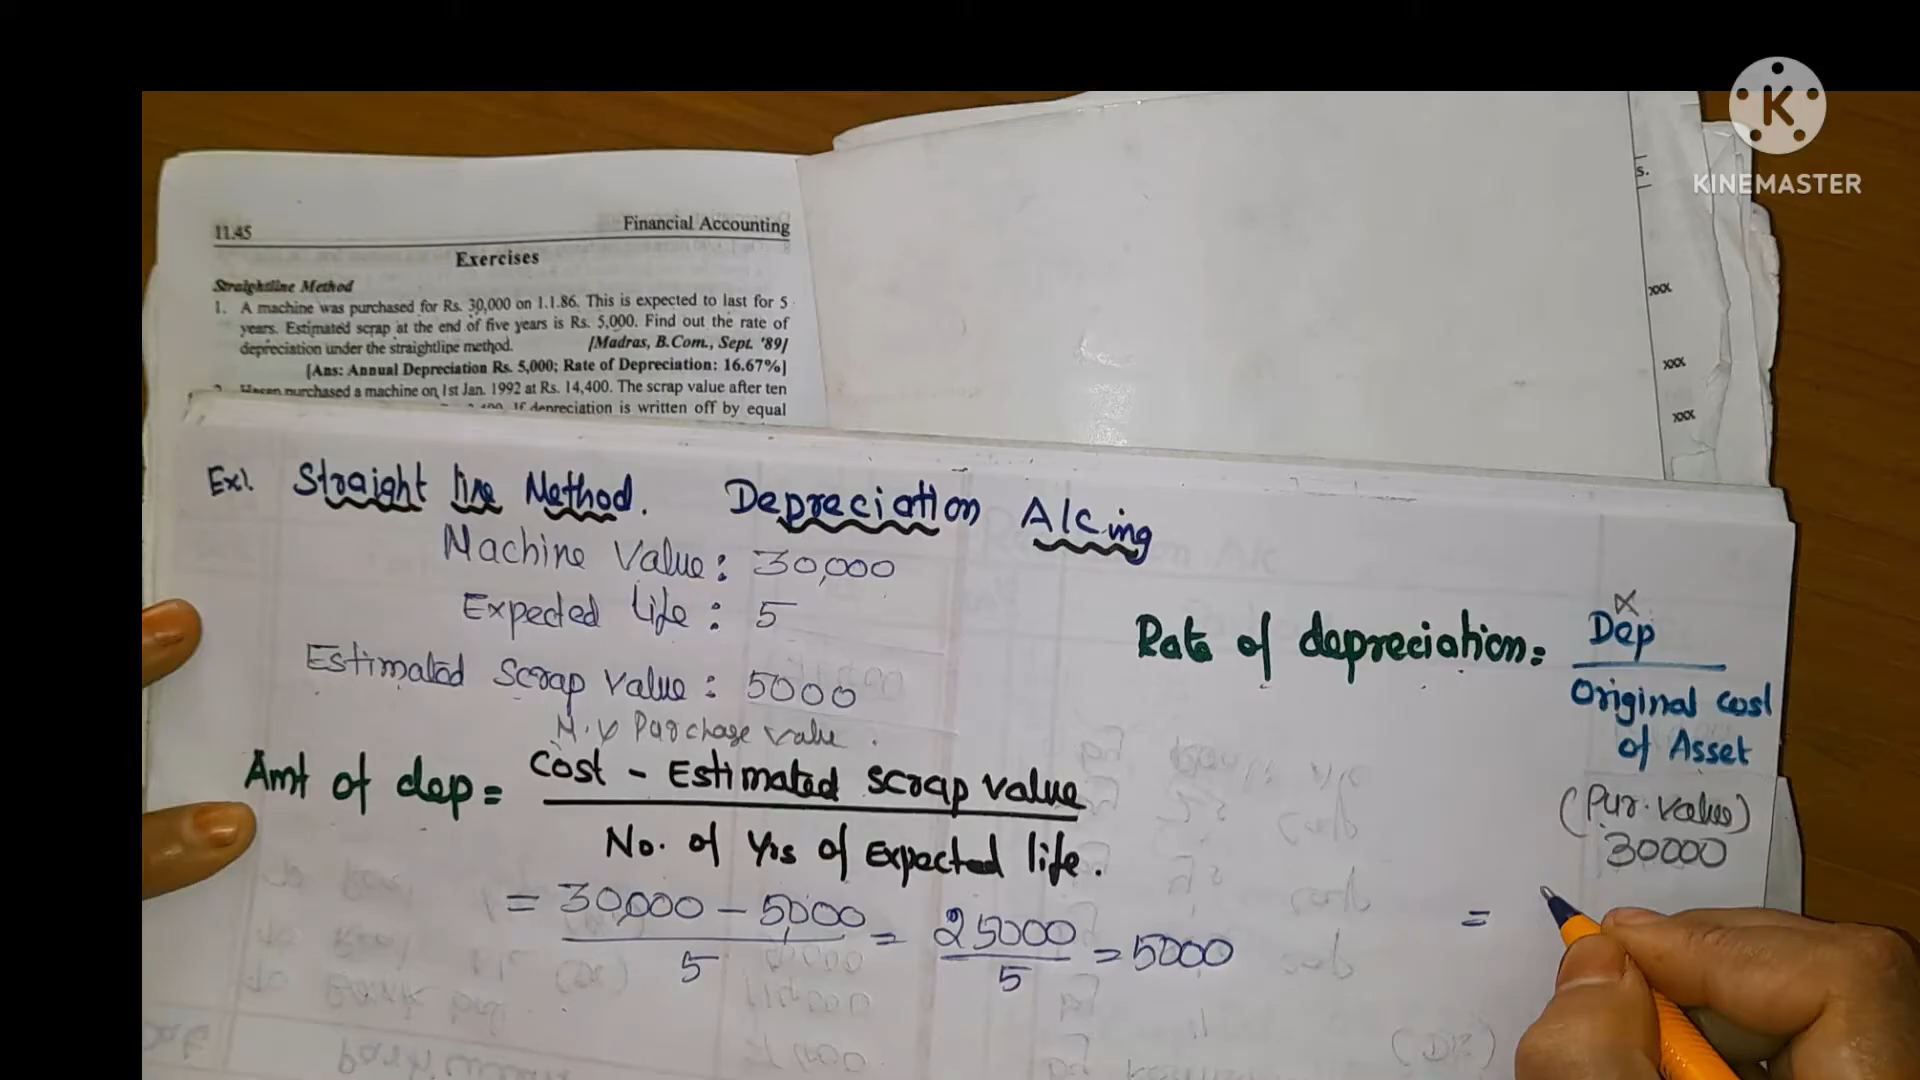 KINEMASTER
s.
xxx
xxx
xxx
11.45 Financial Accounting
Exercises
Straightline Method
1. A machine was purchased for Rs. 30,000 on 1.1.86. This is expected to last for 5
years. Estimated scrap at the end of five years is Rs. 5,000. Find out the rate of
depreciation under the straightline method. [Madras, B.Com., Sept. '89]
[Ans: Annual Depreciation Rs. 5,000; Rate of Depreciation: 16.67%]
purchased a machine on 1st Jan. 1992 at Rs. 14,400. The scrap value after ten
If depreciation is written off by equal
Ex1. Straight line Method. Depreciation A/Cing
Machine Value: 30,000
Expected life: 5
Estimated Scrap Value: 5000
M.V Purchase value.
Amt of dep = Cost - Estimated scrap value
No. of Yrs of Expected life.
= 30,000 - 5,000 = 25000 = 5000
5 5
Rate of depreciation = Dep
Original cost
of Asset
(Pur. value)
30000
=